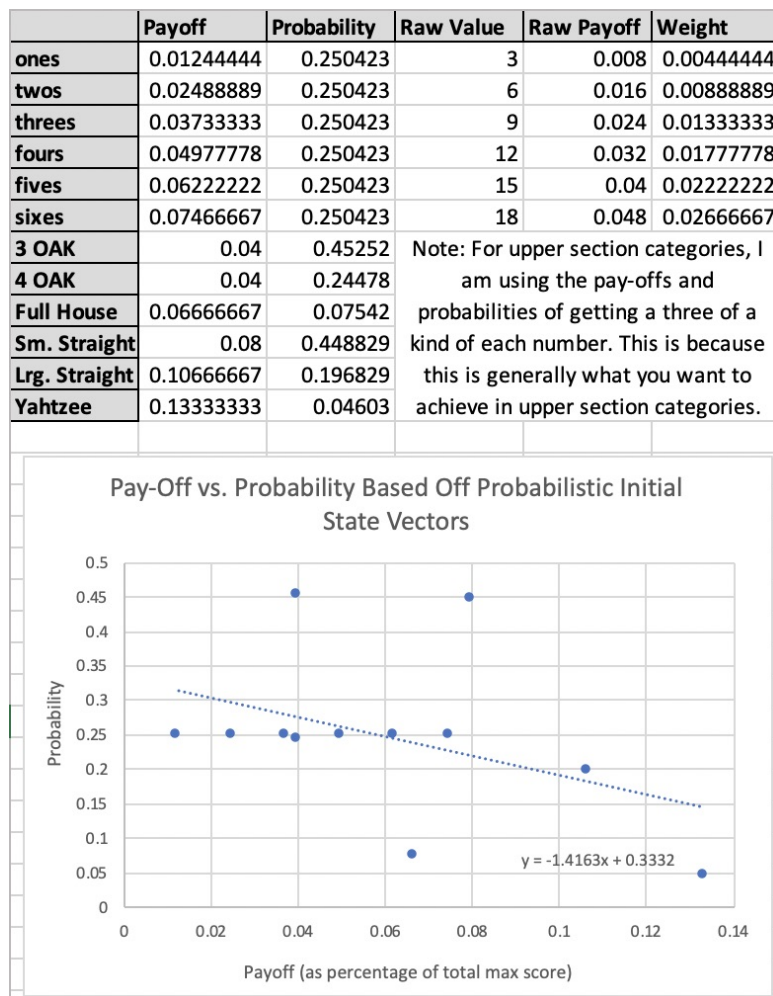 Payoff Probability Raw Value Raw Payoff Weight
ones 0.01244444 0.250423 3 0.008 0.00444444
twos 0.02488889 0.250423 6 0.016 0.00888889
threes 0.03733333 0.250423 9 0.024 0.01333333
fours 0.04977778 0.250423 12 0.032 0.01777778
fives 0.06222222 0.250423 15 0.04 0.02222222
sixes 0.07466667 0.250423 18 0.048 0.02666667
3 OAK 0.04 0.45252 Note: For upper section categories, I
4 OAK 0.04 0.24478 am using the pay-offs and
Full House 0.06666667 0.07542 probabilities of getting a three of a
Sm. Straight 0.08 0.448829 kind of each number. This is because
Lrg. Straight 0.10666667 0.196829 this is generally what you want to
Yahtzee 0.13333333 0.04603 achieve in upper section categories.
Pay-Off vs. Probability Based Off Probabilistic Initial
State Vectors
0.5
0.45
0.4
0.35
0.3
0.25
0.2
0.15
0.1
0.05
0
Probability
y = -1.4163x + 0.3332
0 0.02 0.04 0.06 0.08 0.1 0.12 0.14
Payoff (as percentage of total max score)